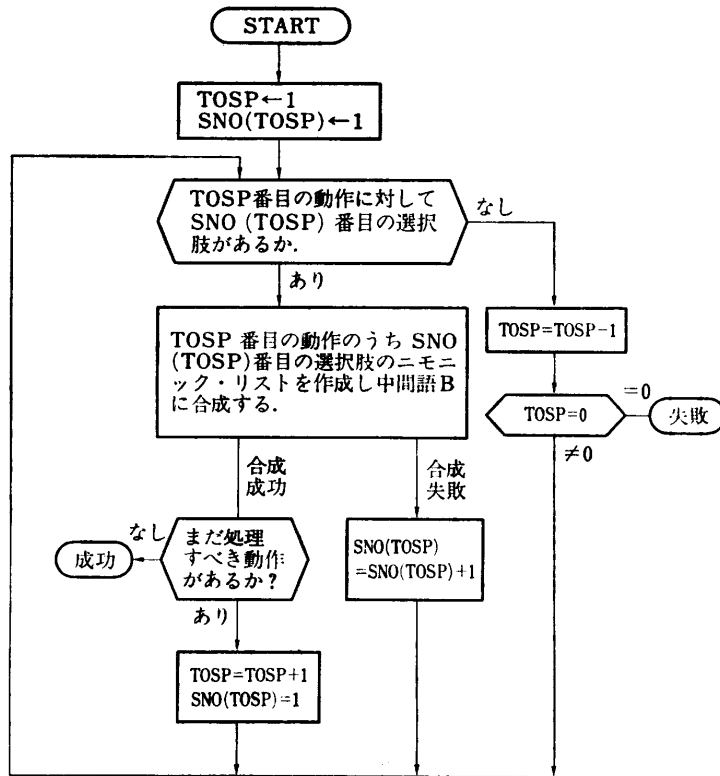 START
TOSP←1
SNO(TOSP)←1
TOSP番目の動作に対して
SNO (TOSP) 番目の選択
肢があるか.
なし
あり
TOSP 番目の動作のうち SNO
(TOSP)番目の選択肢のニモニ
ック・リストを作成し中間語B
に合成する.
TOSP=TOSP-1
TOSP=0
=0
失敗
≠0
合成
成功
合成
失敗
まだ処理
すべき動作
があるか?
なし
成功
あり
SNO(TOSP)
=SNO(TOSP)+1
TOSP=TOSP+1
SNO(TOSP)=1